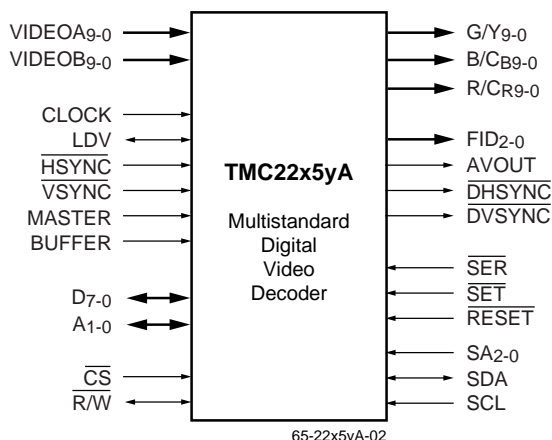 VIDEOA9-0
VIDEOB9-0
CLOCK
LDV
HSYNC
VSYNC
MASTER
BUFFER
D7-0
A1-0
CS
R/W
TMC22x5yA
Multistandard
Digital
Video
Decoder
G/Y9-0
B/CB9-0
R/CR9-0
FID2-0
AVOUT
DHSYNC
DVSYNC
SER
SET
RESET
SA2-0
SDA
SCL
65-22x5yA-02